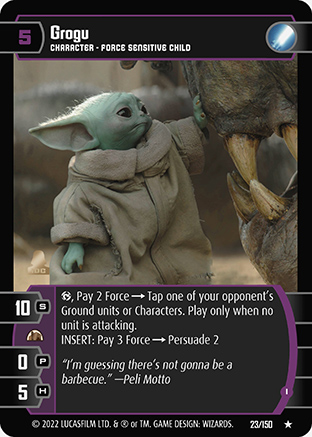 5
Grogu
CHARACTER - FORCE SENSITIVE CHILD
10 S
, Pay 2 Force → Tap one of your opponent's
Ground units or Characters. Play only when no
unit is attacking.
INSERT: Pay 3 Force → Persuade 2
0 P
"I'm guessing there's not gonna be a
barbecue." —Peli Motto
5 H
1
© 2022 LUCASFILM LTD. & ® or TM. GAME DESIGN: WIZARDS.
23/150 ★